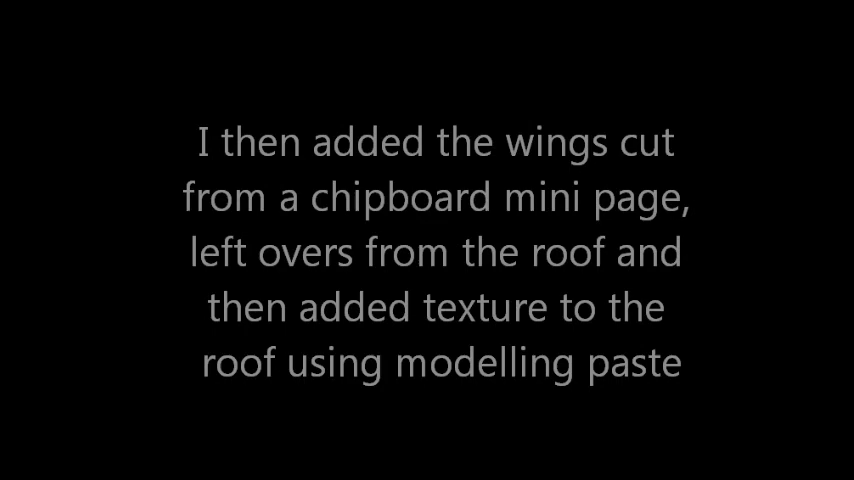 I then added the wings cut
from a chipboard mini page,
left overs from the roof and
then added texture to the
roof using modelling paste